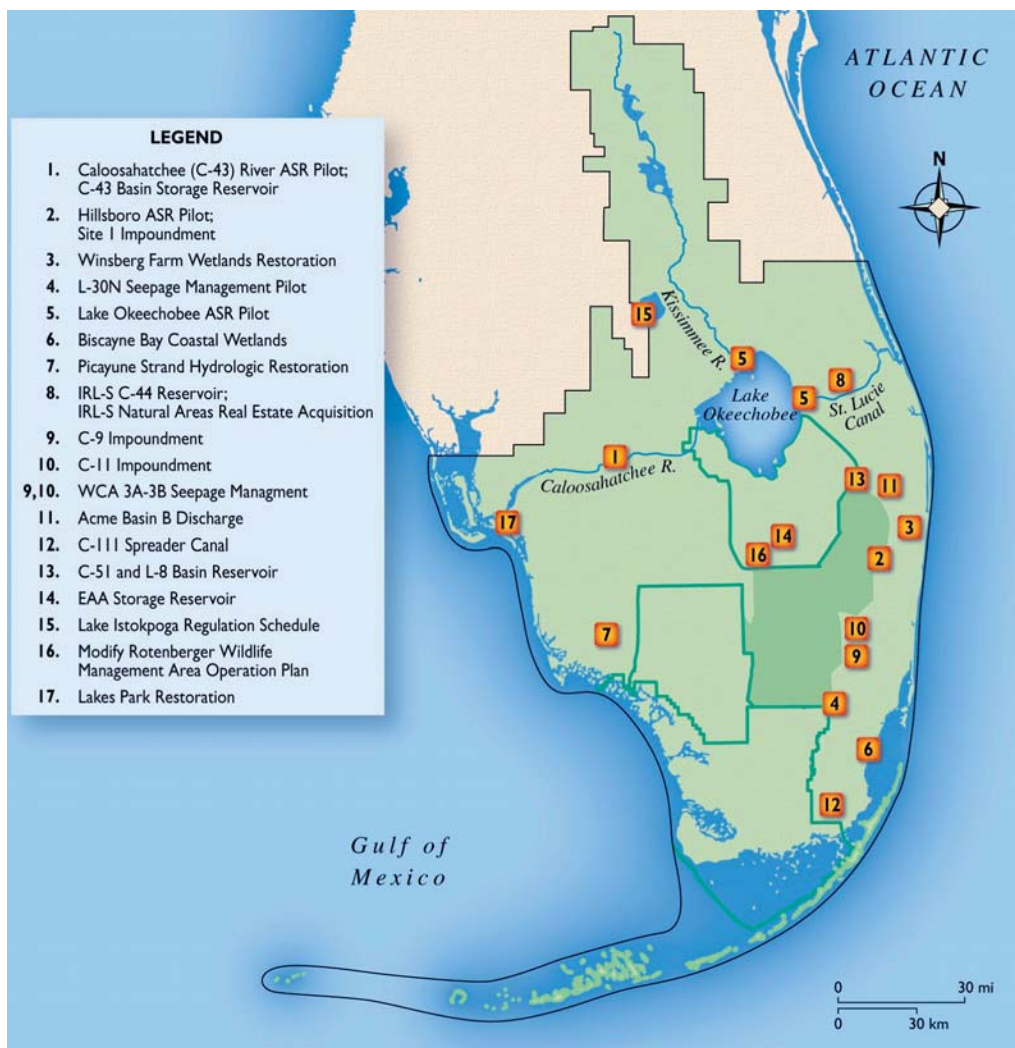 ATLANTIC
OCEAN
N
LEGEND
1. Caloosahatchee (C-43) River ASR Pilot;
C-43 Basin Storage Reservoir
2. Hillsboro ASR Pilot;
Site 1 Impoundment
3. Winsberg Farm Wetlands Restoration
4. L-30N Seepage Management Pilot
5. Lake Okeechobee ASR Pilot
6. Biscayne Bay Coastal Wetlands
7. Picayune Strand Hydrologic Restoration
8. IRL-S C-44 Reservoir;
IRL-S Natural Areas Real Estate Acquisition
9. C-9 Impoundment
10. C-11 Impoundment
9,10. WCA 3A-3B Seepage Managment
11. Acme Basin B Discharge
12. C-111 Spreader Canal
13. C-51 and L-8 Basin Reservoir
14. EAA Storage Reservoir
15. Lake Istokpoga Regulation Schedule
16. Modify Rotenberger Wildlife
Management Area Operation Plan
17. Lakes Park Restoration
15
Kissimmee R.
5
8
Lake
Okeechobee
5
St. Lucie
Canal
1
Caloosahatchee R.
13
11
17
3
14
16
2
7
10
9
4
6
12
Gulf of
Mexico
0 30 mi
0 30 km